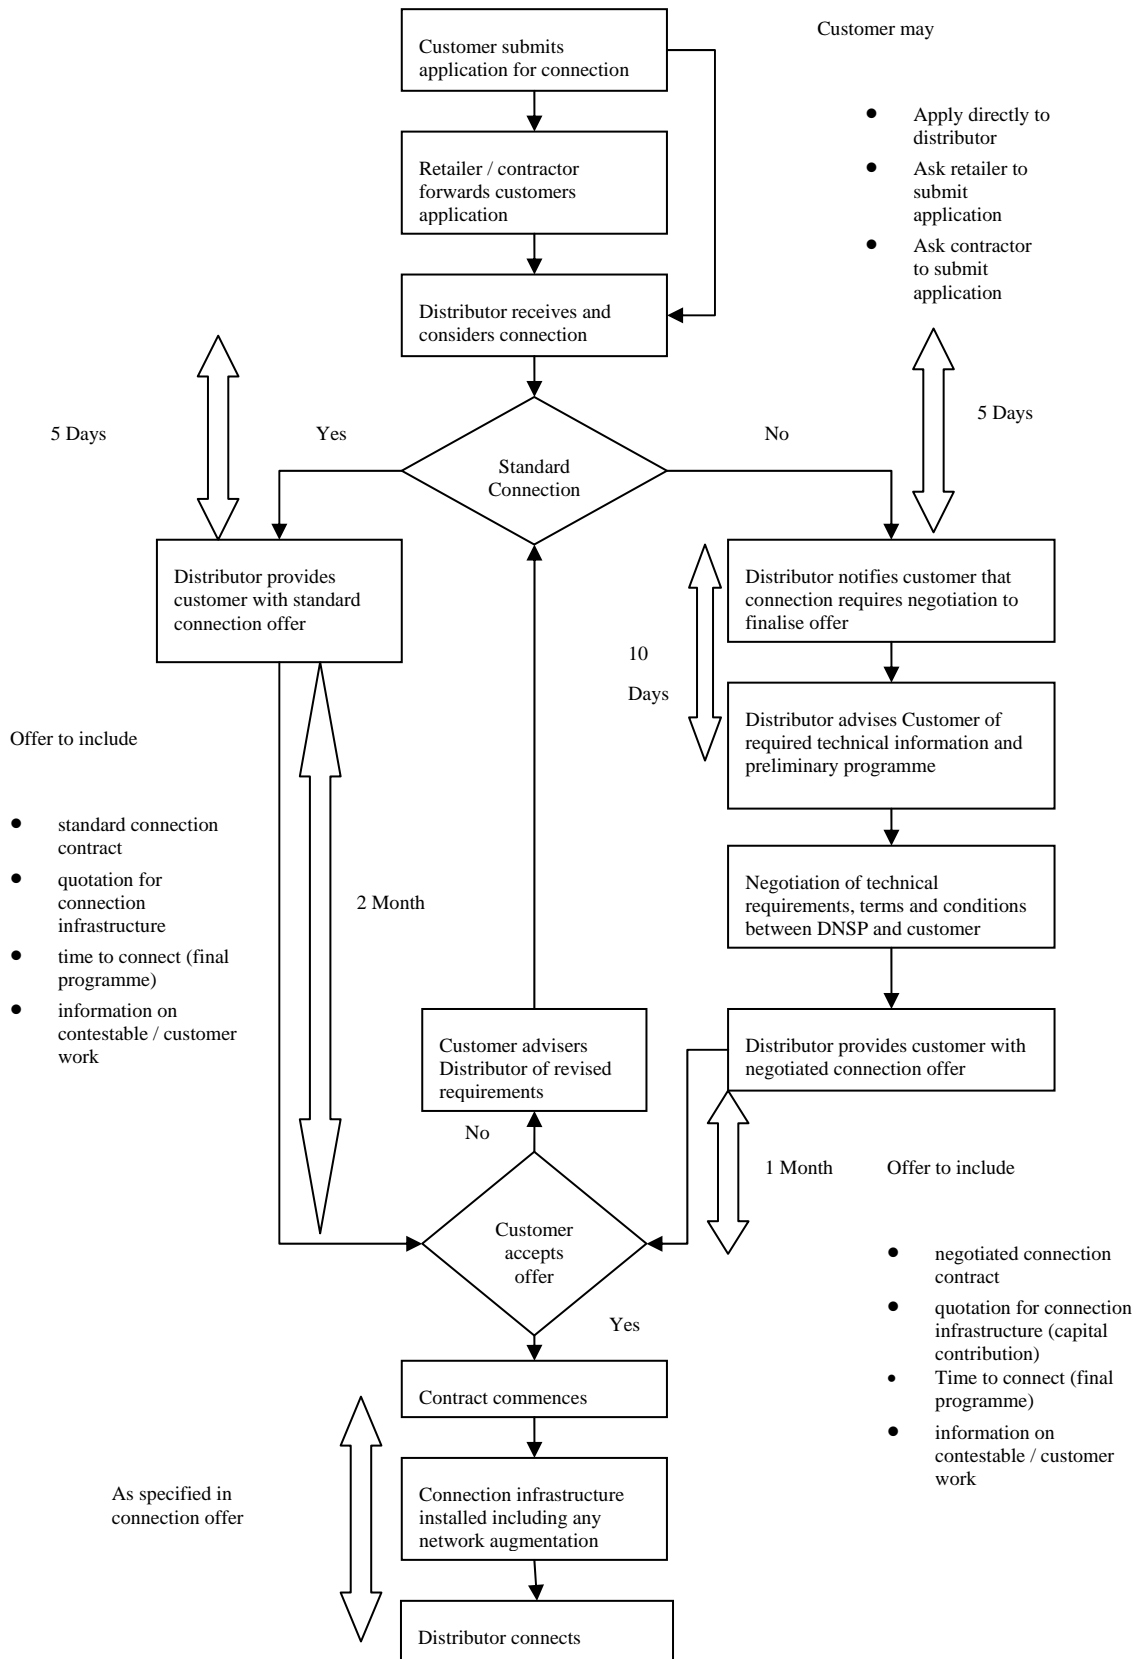 Customer submits
application for connection
Customer may
● Apply directly to
distributor
● Ask retailer to
submit
application
● Ask contractor
to submit
application
Retailer / contractor
forwards customers
application
Distributor receives and
considers connection
5 Days
Yes
Standard
Connection
No
5 Days
Distributor provides
customer with standard
connection offer
Distributor notifies customer that
connection requires negotiation to
finalise offer
10
Days
Distributor advises Customer of
required technical information and
preliminary programme
Offer to include
● standard connection
contract
● quotation for
connection
infrastructure
● time to connect (final
programme)
● information on
contestable / customer
work
2 Month
Negotiation of technical
requirements, terms and conditions
between DNSP and customer
Customer advisers
Distributor of revised
requirements
Distributor provides customer with
negotiated connection offer
No
1 Month
Offer to include
● negotiated connection
contract
● quotation for connection
infrastructure (capital
contribution)
● Time to connect (final
programme)
● information on
contestable / customer
work
Customer
accepts
offer
Yes
Contract commences
As specified in
connection offer
Connection infrastructure
installed including any
network augmentation
Distributor connects